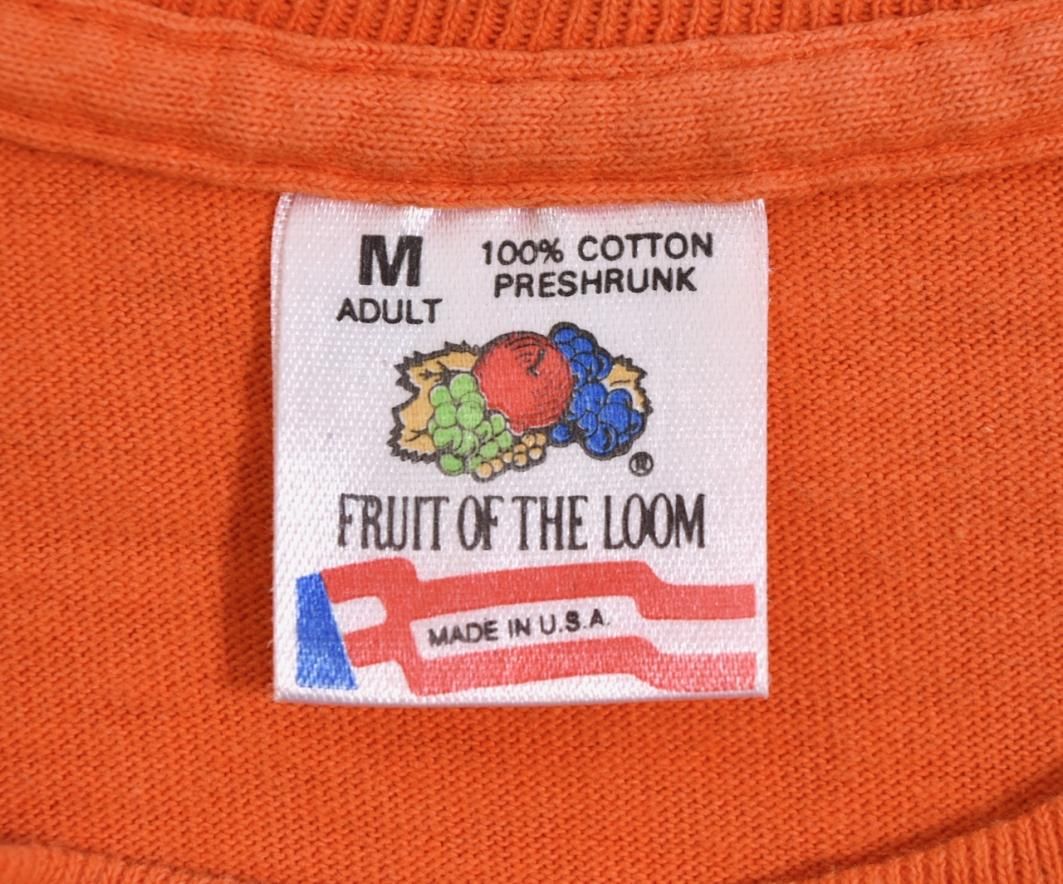 M
ADULT
100% COTTON
PRESHRUNK
®
FRUIT OF THE LOOM
MADE IN U.S.A.